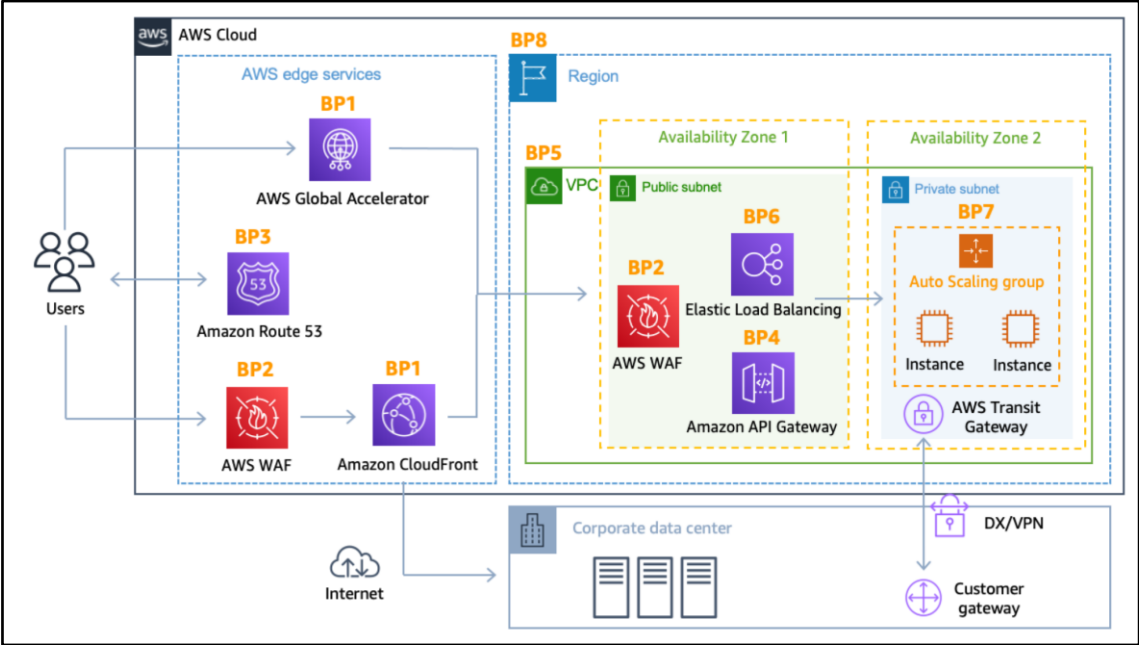 aws
AWS Cloud
AWS edge services
BP1
AWS Global Accelerator
BP3
53
Amazon Route 53
Users
BP2
AWS WAF
BP1
Amazon CloudFront
BP8
Region
BP5
VPC
Availability Zone 1
Public subnet
BP6
Elastic Load Balancing
BP2
AWS WAF
BP4
</>
Amazon API Gateway
Availability Zone 2
Private subnet
BP7
Auto Scaling group
Instance
Instance
AWS Transit
Gateway
DX/VPN
Corporate data center
Customer
gateway
Internet